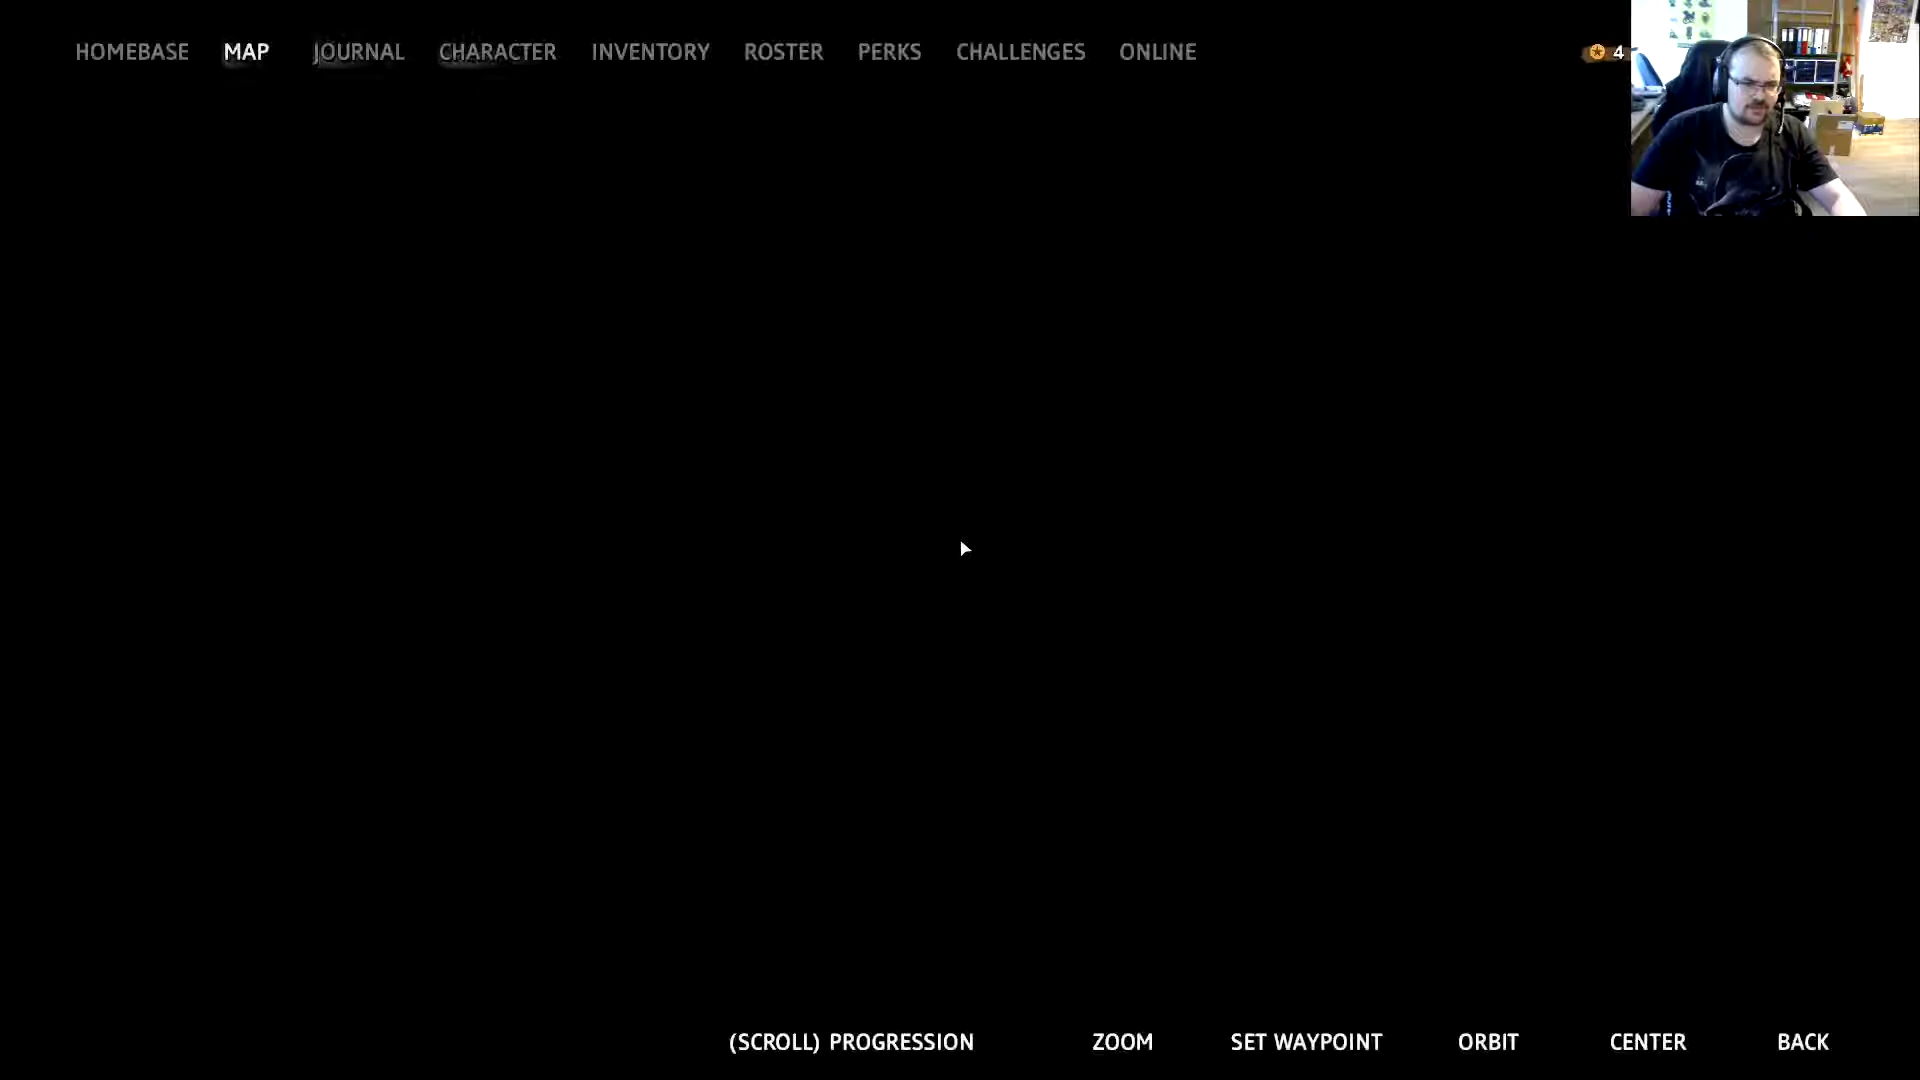 HOMEBASE MAP JOURNAL CHARACTER INVENTORY ROSTER PERKS CHALLENGES ONLINE 4
(SCROLL) PROGRESSION ZOOM SET WAYPOINT ORBIT CENTER BACK